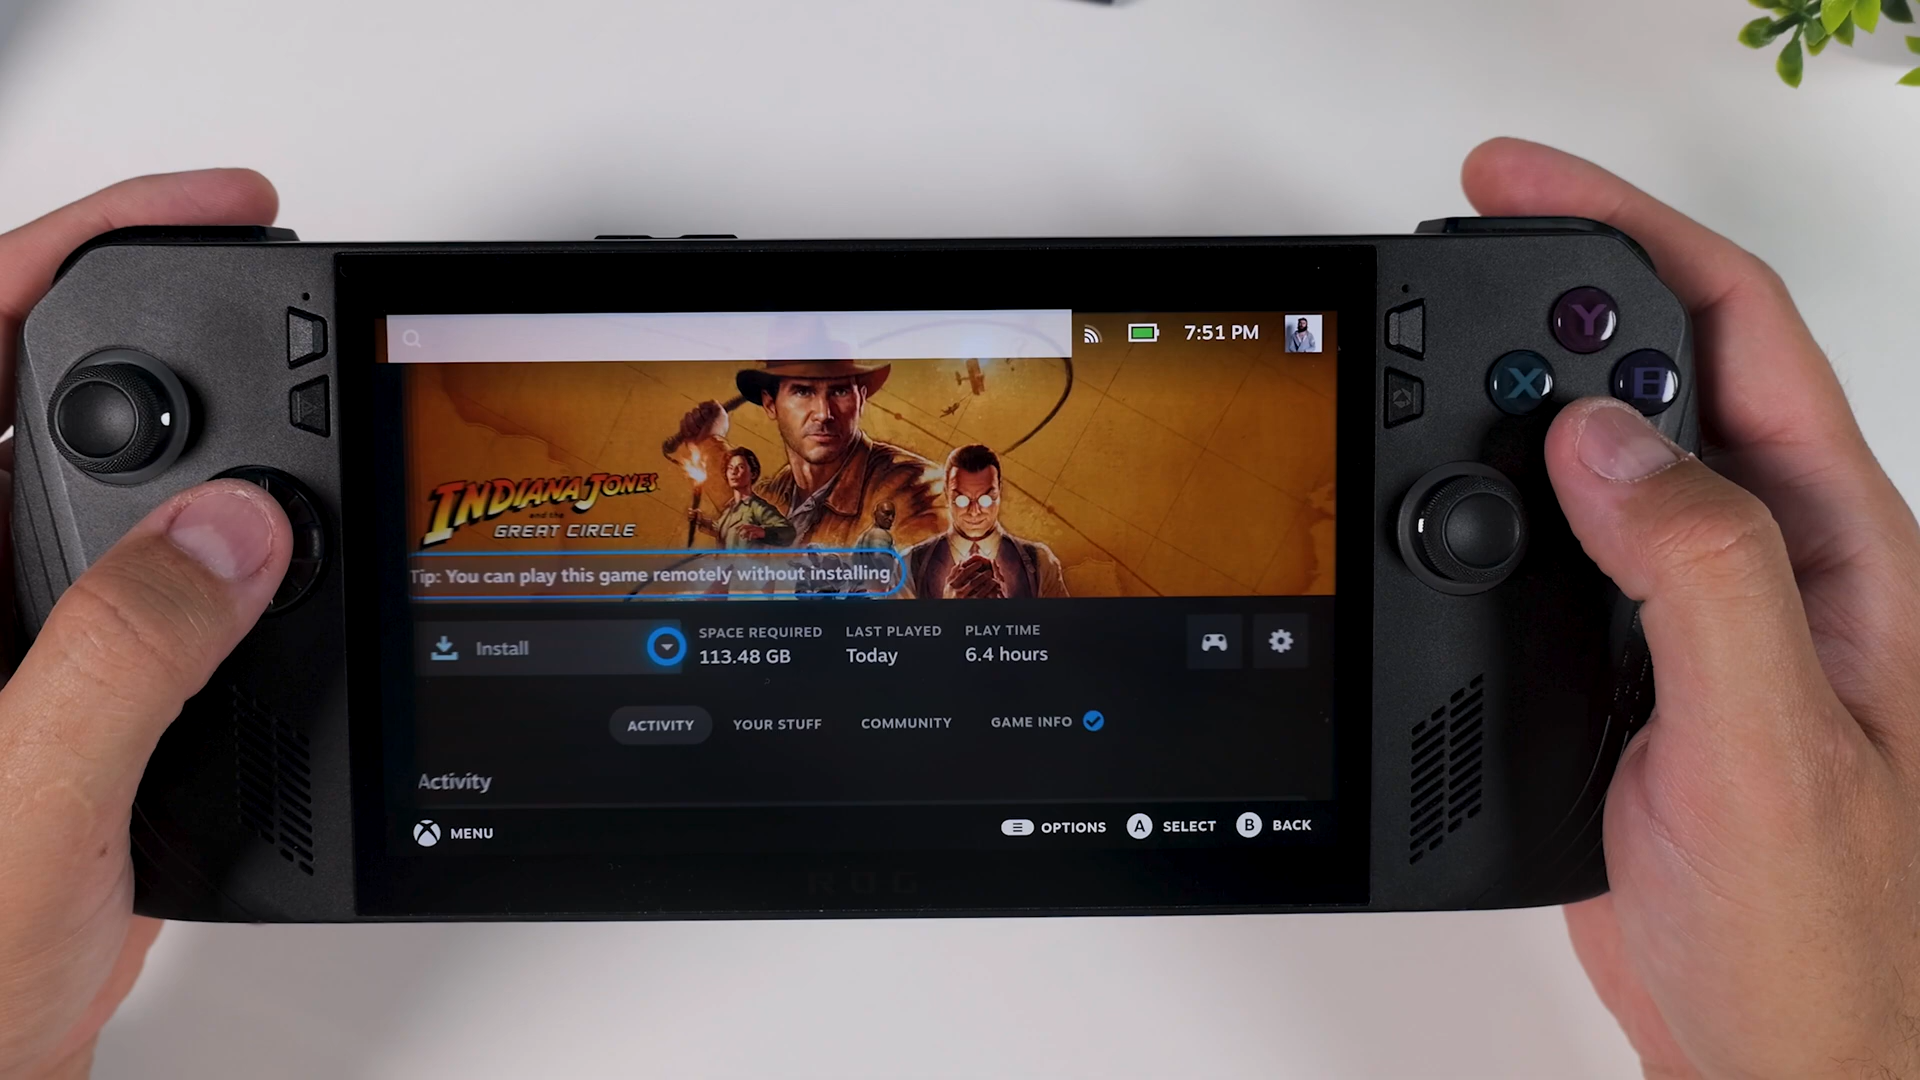 7:51 PM
Y
X
B
INDIANA JONES
and the
GREAT CIRCLE
Tip: You can play this game remotely without installing
Install
SPACE REQUIRED
113.48 GB
LAST PLAYED
Today
PLAY TIME
6.4 hours
ACTIVITY
YOUR STUFF
COMMUNITY
GAME INFO
Activity
MENU
OPTIONS
A SELECT
B BACK
ROG